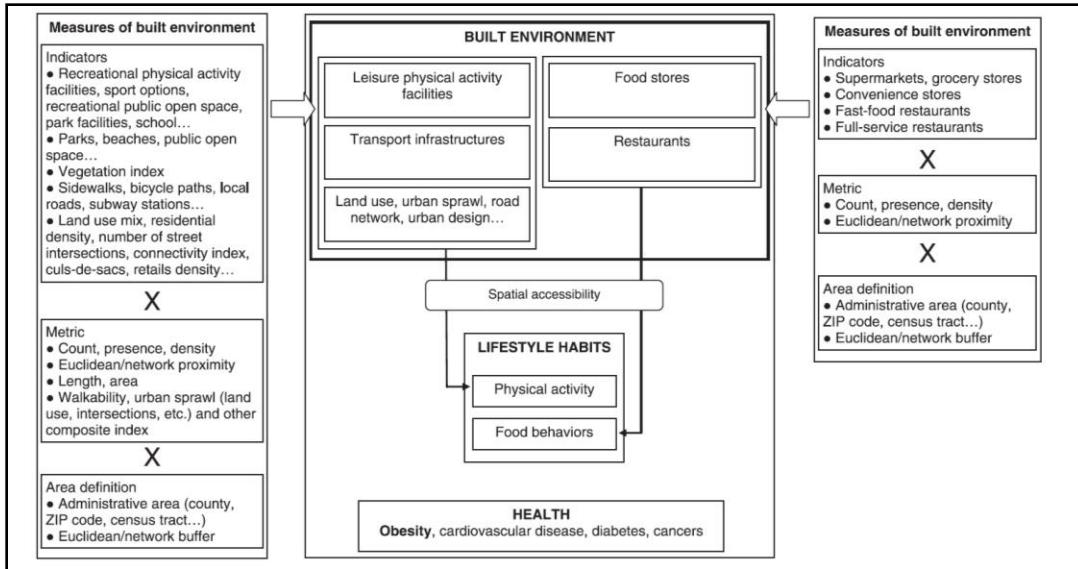 Measures of built environment
Indicators
● Recreational physical activity
facilities, sport options,
recreational public open space,
park facilities, school…
● Parks, beaches, public open
space…
● Vegetation index
● Sidewalks, bicycle paths, local
roads, subway stations…
● Land use mix, residential
density, number of street
intersections, connectivity index,
culs-de-sacs, retails density…
X
Metric
● Count, presence, density
● Euclidean/network proximity
● Length, area
● Walkability, urban sprawl (land
use, intersections, etc.) and other
composite index
X
Area definition
● Administrative area (county,
ZIP code, census tract…)
● Euclidean/network buffer
BUILT ENVIRONMENT
Leisure physical activity
facilities
Transport infrastructures
Land use, urban sprawl, road
network, urban design…
Food stores
Restaurants
Spatial accessibility
LIFESTYLE HABITS
Physical activity
Food behaviors
HEALTH
Obesity, cardiovascular disease, diabetes, cancers
Measures of built environment
Indicators
● Supermarkets, grocery stores
● Convenience stores
● Fast-food restaurants
● Full-service restaurants
X
Metric
● Count, presence, density
● Euclidean/network proximity
X
Area definition
● Administrative area (county,
ZIP code, census tract…)
● Euclidean/network buffer